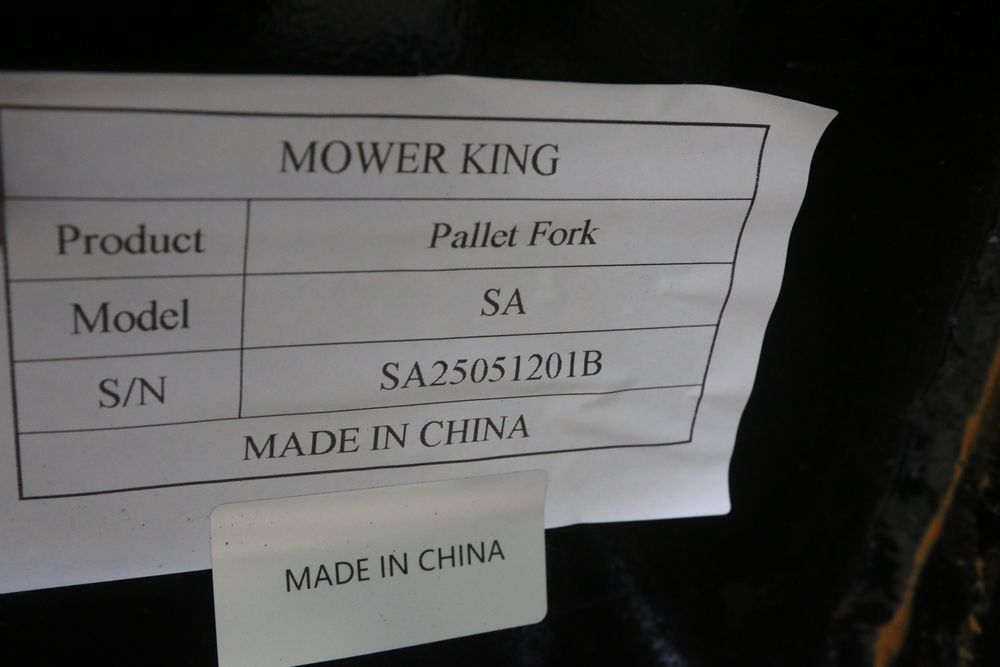 MOWER KING
Product Pallet Fork
Model SA
S/N SA25051201B
MADE IN CHINA
MADE IN CHINA